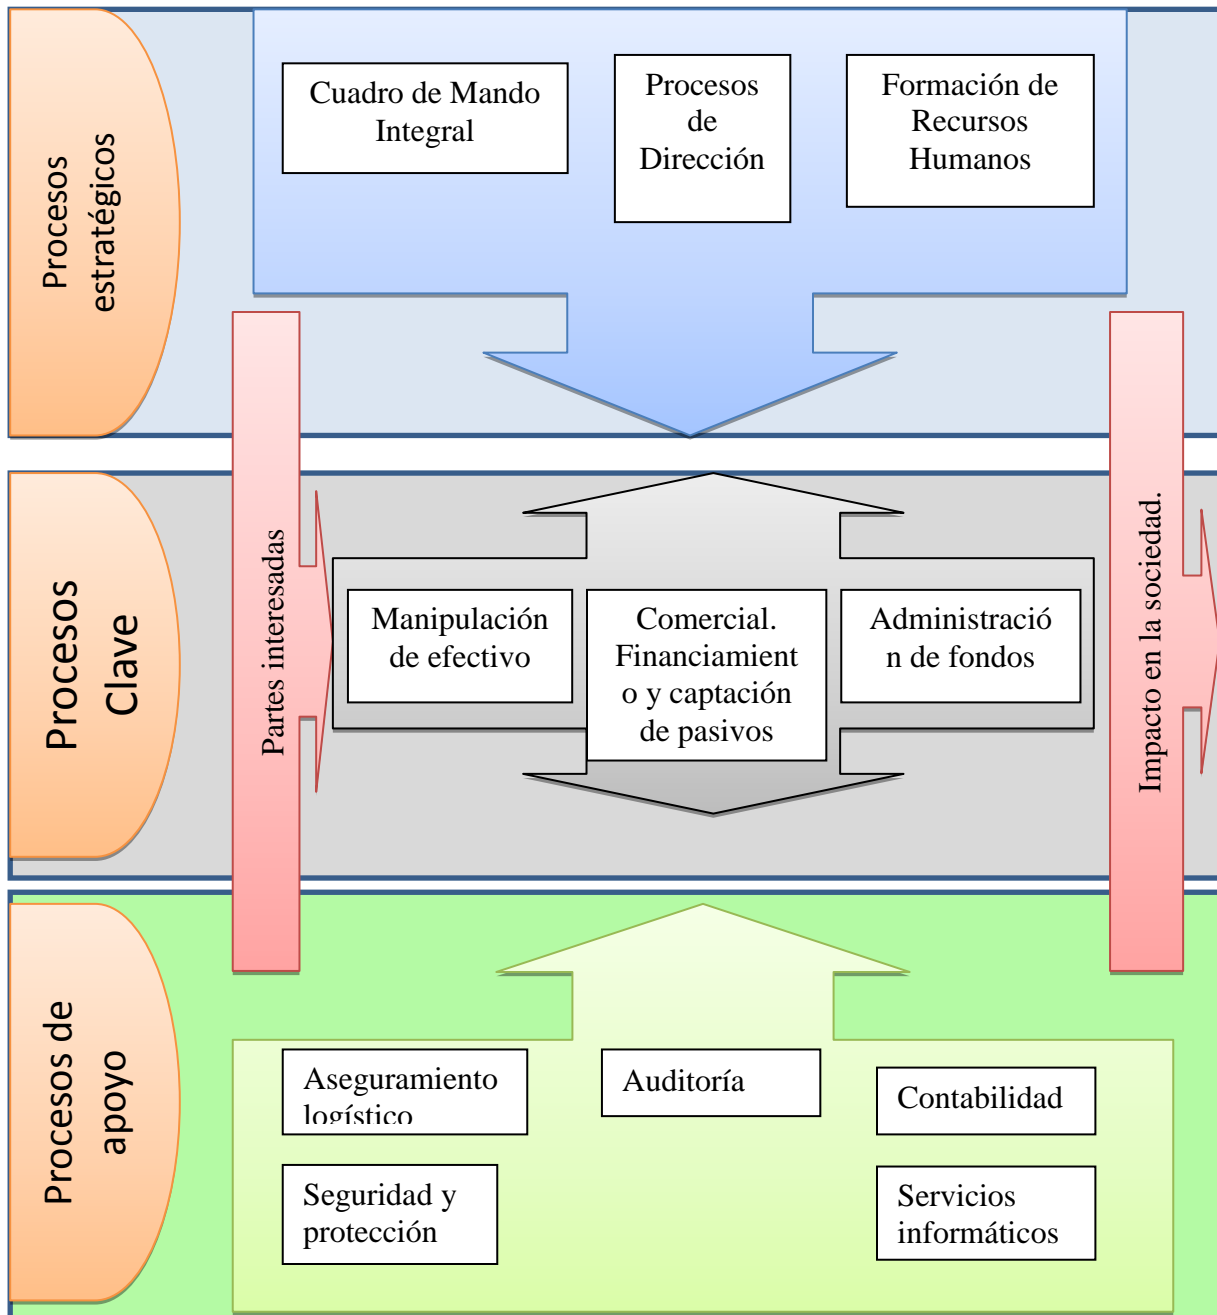 Procesos
estratégicos
Cuadro de Mando
Integral
Procesos
de
Dirección
Formación de
Recursos
Humanos
Procesos
Clave
Partes interesadas
Manipulación
de efectivo
Comercial.
Financiamient
o y captación
de pasivos
Administració
n de fondos
Impacto en la sociedad.
Procesos de
apoyo
Aseguramiento
logístico
Auditoría
Contabilidad
Seguridad y
protección
Servicios
informáticos